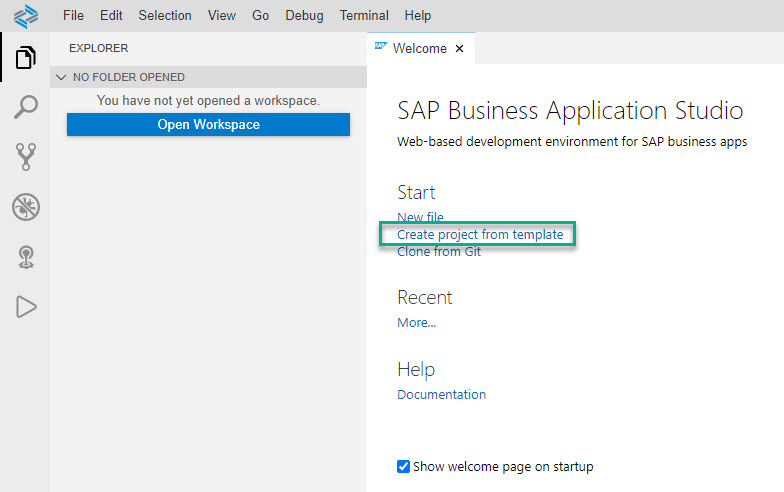 File Edit Selection View Go Debug Terminal Help
EXPLORER
NO FOLDER OPENED
You have not yet opened a workspace.
Open Workspace
SAP Welcome ×
SAP Business Application Studio
Web-based development environment for SAP business apps
Start
New file
Create project from template
Clone from Git
Recent
More...
Help
Documentation
Show welcome page on startup